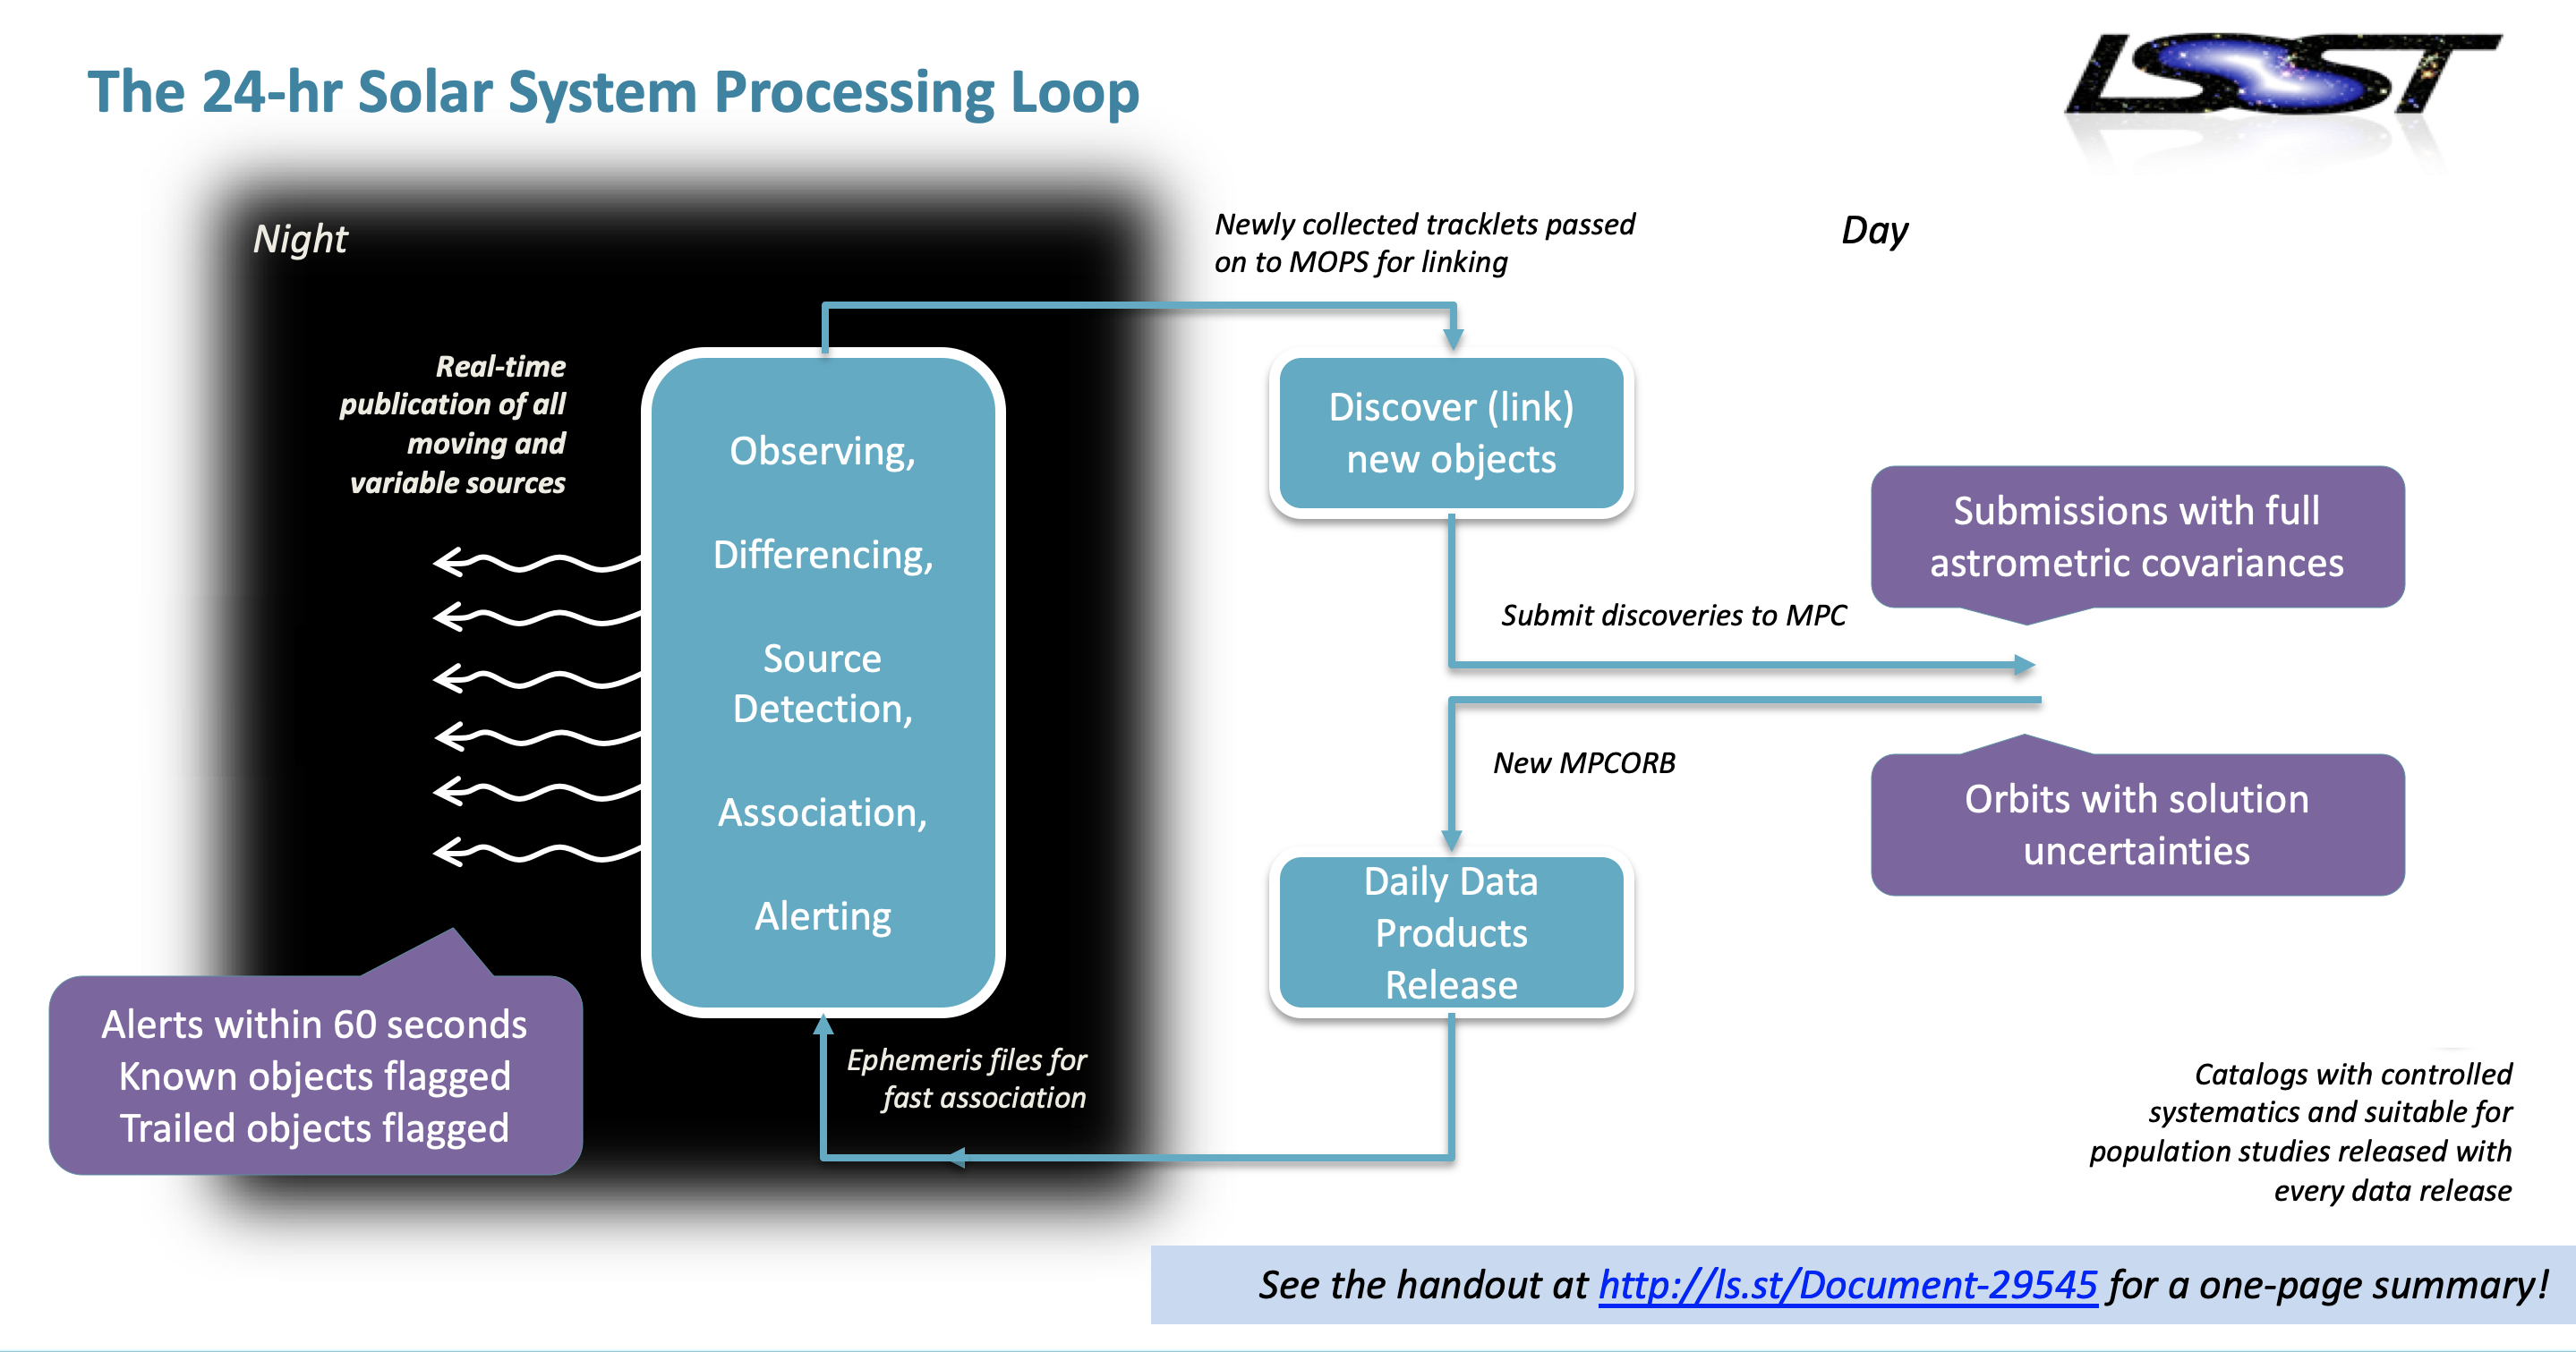 The 24-hr Solar System Processing Loop
LSST
Night
Newly collected tracklets passed
on to MOPS for linking
Day
Real-time
publication of all
moving and
variable sources
Observing,
Differencing,
Source
Detection,
Association,
Alerting
Discover (link)
new objects
Submissions with full
astrometric covariances
Submit discoveries to MPC
New MPCORB
Orbits with solution
uncertainties
Daily Data
Products
Release
Alerts within 60 seconds
Known objects flagged
Trailed objects flagged
Ephemeris files for
fast association
Catalogs with controlled
systematics and suitable for
population studies released with
every data release
See the handout at http://ls.st/Document-29545 for a one-page summary!